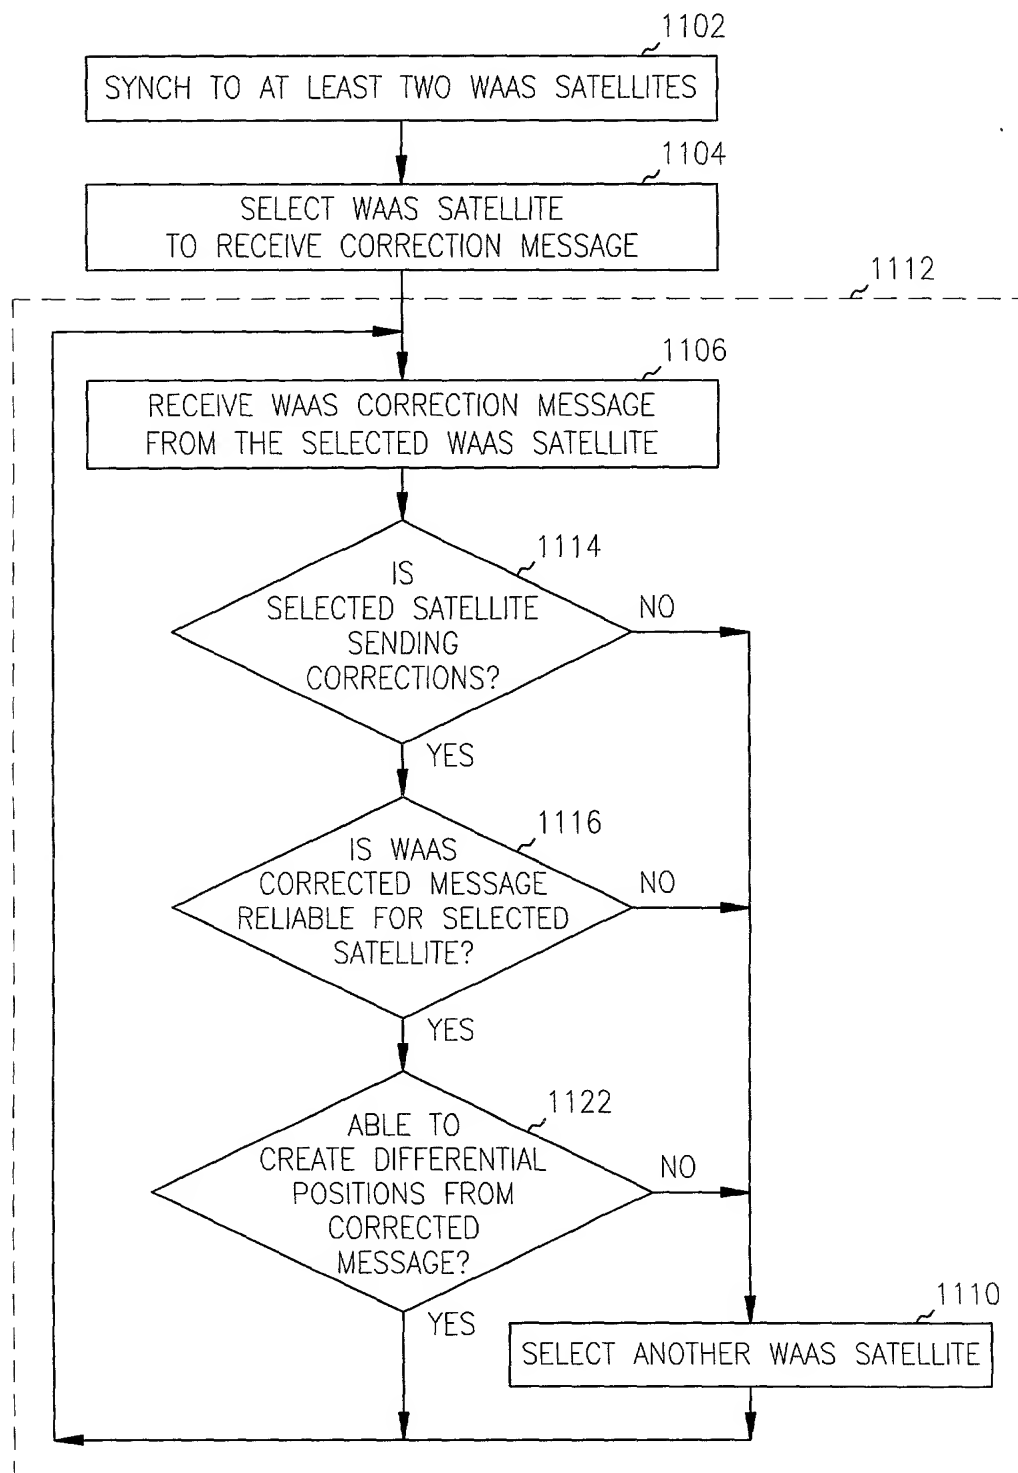 1102
SYNCH TO AT LEAST TWO WAAS SATELLITES
1104
SELECT WAAS SATELLITE
TO RECEIVE CORRECTION MESSAGE
1112
1106
RECEIVE WAAS CORRECTION MESSAGE
FROM THE SELECTED WAAS SATELLITE
1114
IS
SELECTED SATELLITE
SENDING
CORRECTIONS?
NO
YES
1116
IS WAAS
CORRECTED MESSAGE
RELIABLE FOR SELECTED
SATELLITE?
NO
YES
1122
ABLE TO
CREATE DIFFERENTIAL
POSITIONS FROM
CORRECTED
MESSAGE?
NO
YES
1110
SELECT ANOTHER WAAS SATELLITE